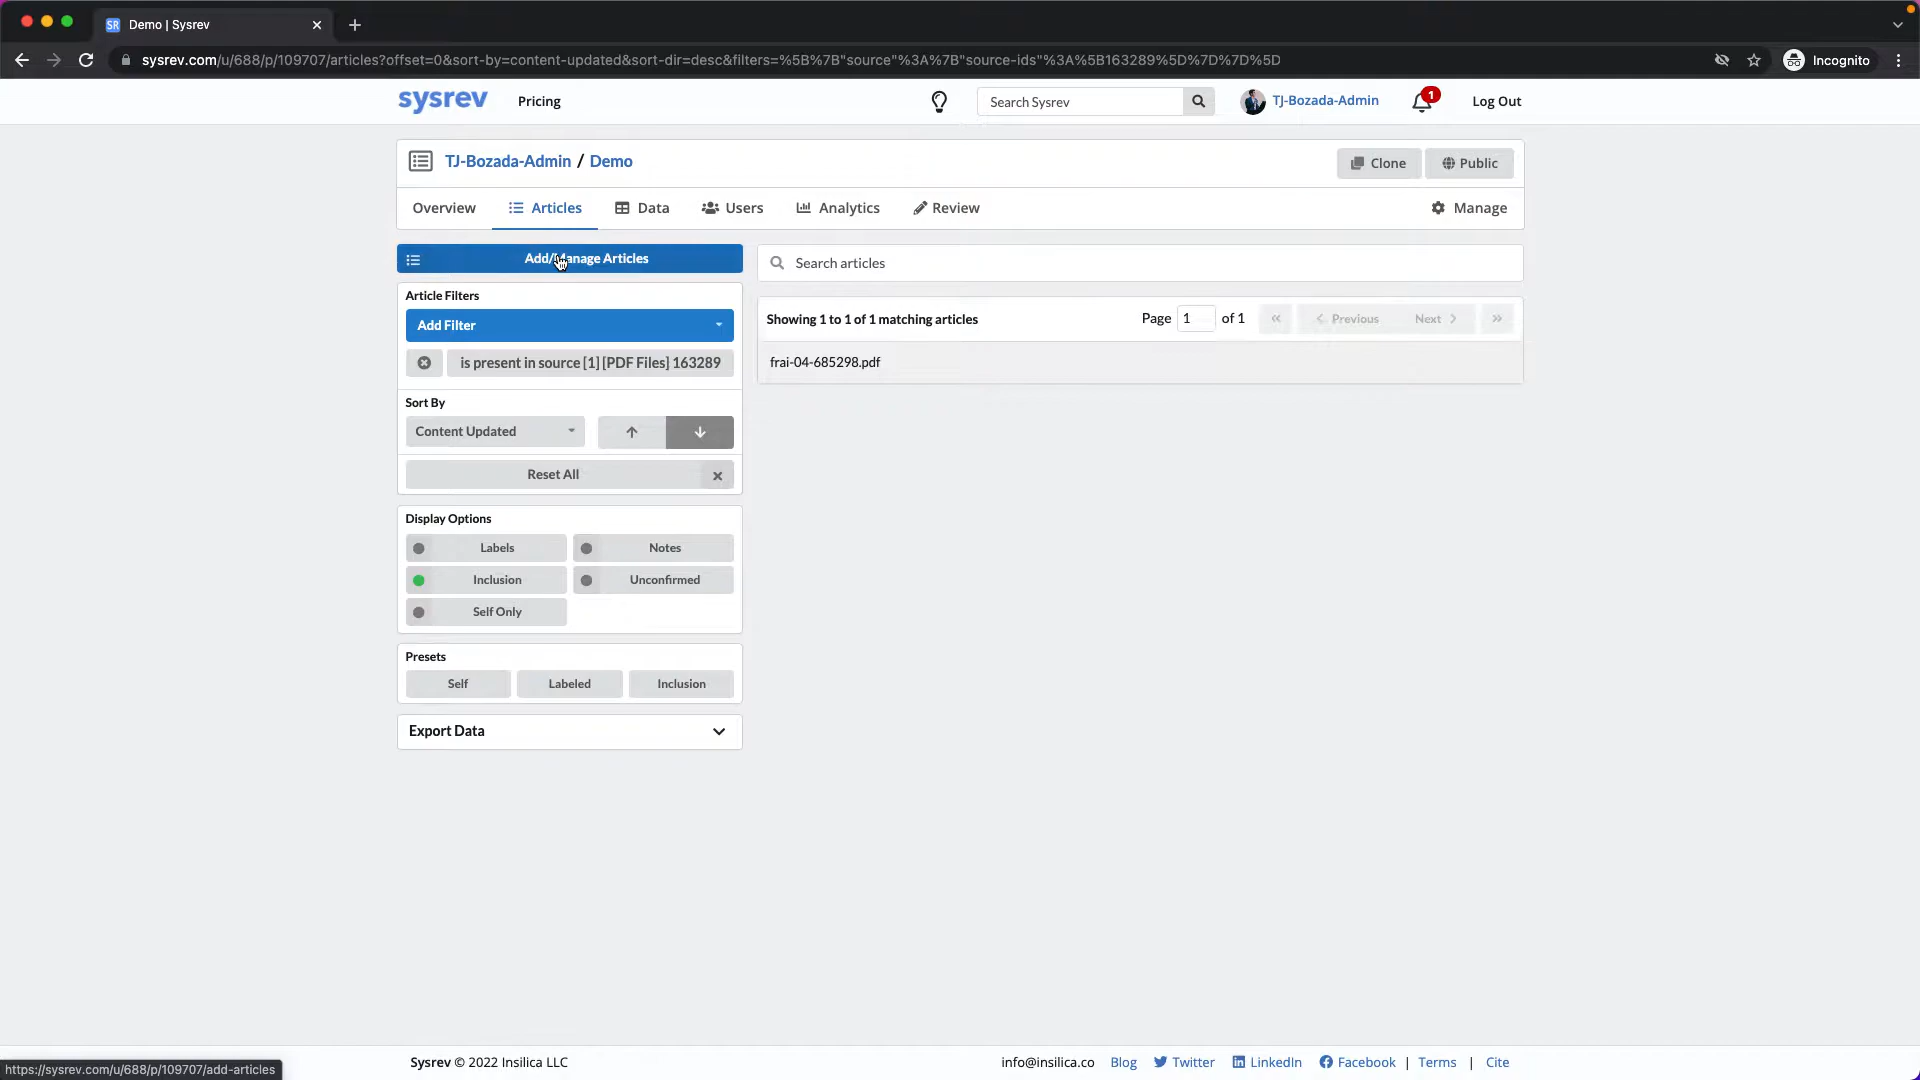 SR Demo | Sysrev
sysrev.com/u/688/p/109707/articles?offset=0&sort-by=content-updated&sort-dir=desc&filters=%5B%7B"source"%3A%7B"source-ids"%3A%5B163289%5D%7D%7D%5D
Incognito
sysrev
Pricing
Search Sysrev
TJ-Bozada-Admin
1
Log Out
TJ-Bozada-Admin / Demo
Clone
Public
Overview
Articles
Data
Users
Analytics
Review
Manage
Add/Manage Articles
Search articles
Article Filters
Add Filter
is present in source [1] [PDF Files] 163289
Sort By
Content Updated
Reset All
Showing 1 to 1 of 1 matching articles
Page 1 of 1
Previous
Next
frai-04-685298.pdf
Display Options
Labels
Notes
Inclusion
Unconfirmed
Self Only
Presets
Self
Labeled
Inclusion
Export Data
Sysrev © 2022 Insilica LLC
info@insilica.co
Blog
Twitter
LinkedIn
Facebook |
Terms |
Cite
https://sysrev.com/u/688/p/109707/add-articles